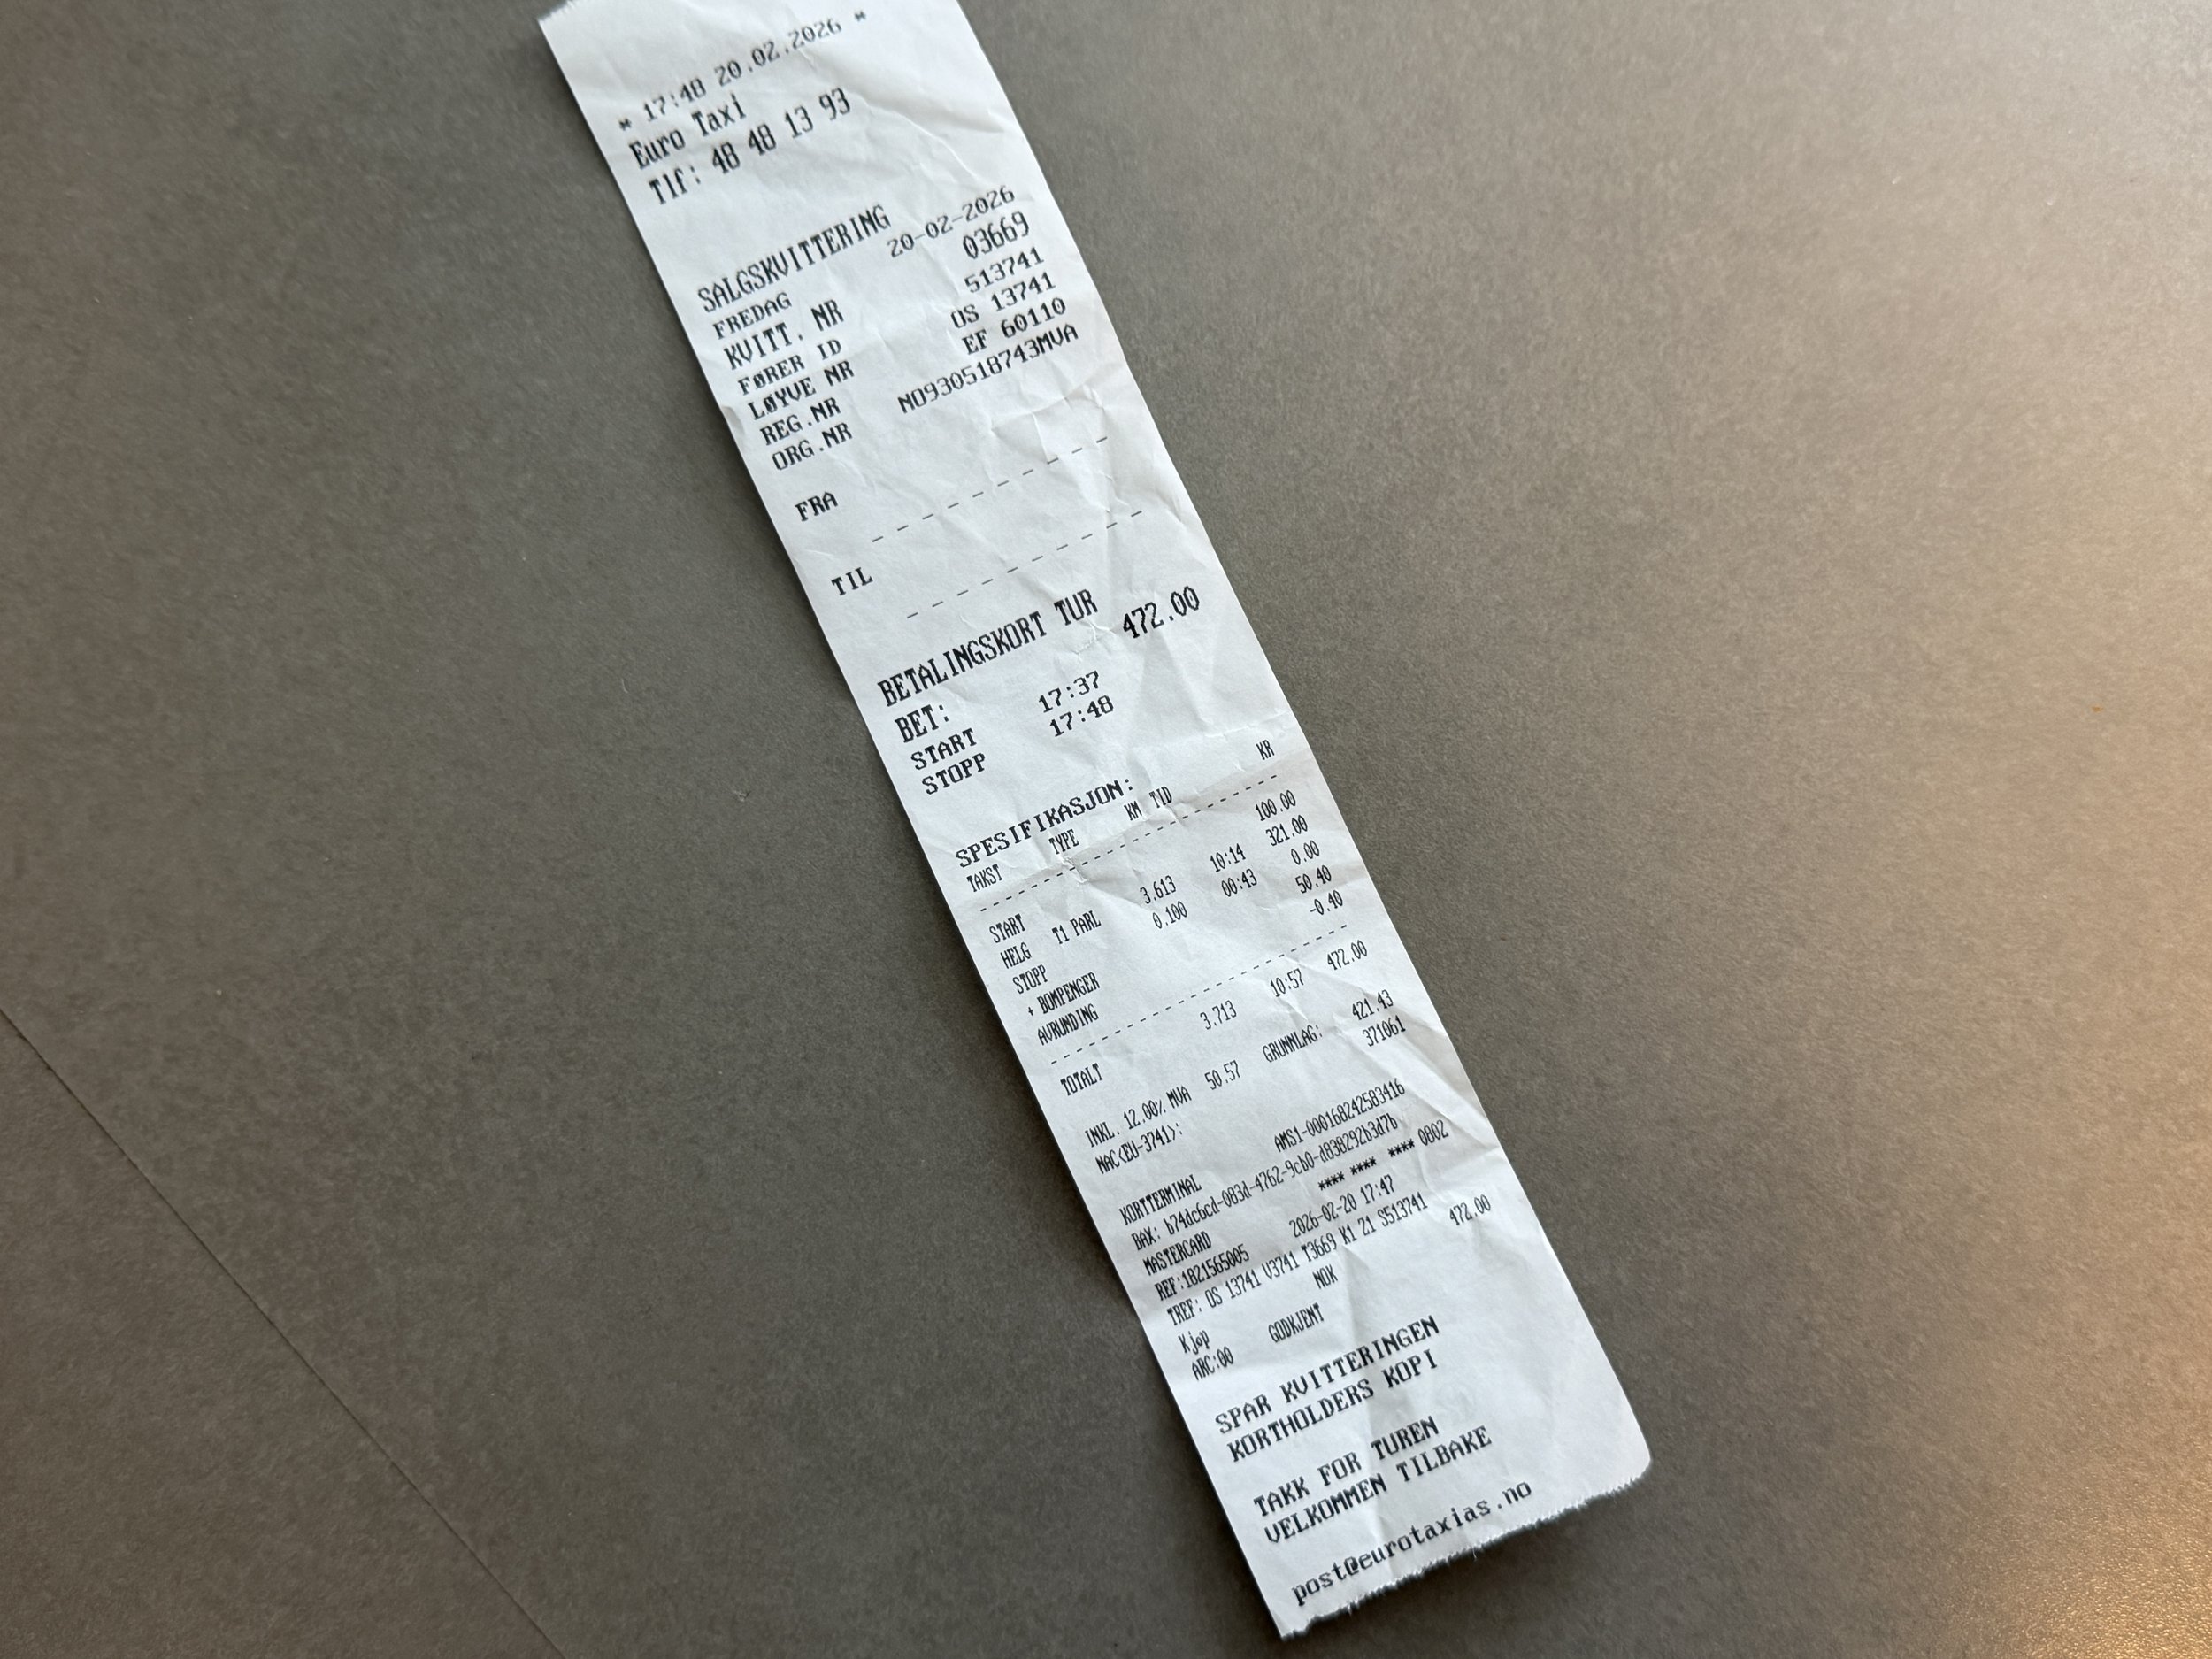 * 17:48 20.02.2026 *
Euro Taxi
Tlf: 48 48 13 93
SALGSKVITTERING
FREDAG 20-02-2026
KVITT. NR 03669
FØRER ID 513741
LØYVE NR OS 13741
REG.NR EF 60110
ORG.NR NO930518743MVA
FRA
TIL
BETALINGSKORT TUR
BET: 472.00
START 17:37
STOPP 17:48
SPESIFIKASJON:
TAKST TYPE KM TID KR
START 100.00
HELG T1 PARL 3.613 10:14 321.00
STOPP 0.100 00:43 0.00
+ BOMPENGER 50.40
AVRUNDING -0.40
TOTALT 3.713 10:57 472.00
INKL. 12.00% MVA 50.57 GRUNNLAG: 421.43
NAC<EU-3741>: 371061
KORTTERMINAL AMS1-000168242583416
BAX: b74dc6cd-083d-4762-9cb0-d838292b3d7b
MASTERCARD **** **** **** 0802
REF:1821565005 2026-02-20 17:47
TREF: OS 13741 V3741 T3669 K1 Z1 S513741
Kjøp NOK 472.00
ARC:00 GODKJENT
SPAR KVITTERINGEN
KORTHOLDERS KOPI
TAKK FOR TUREN
VELKOMMEN TILBAKE
post@eurotaxias.no